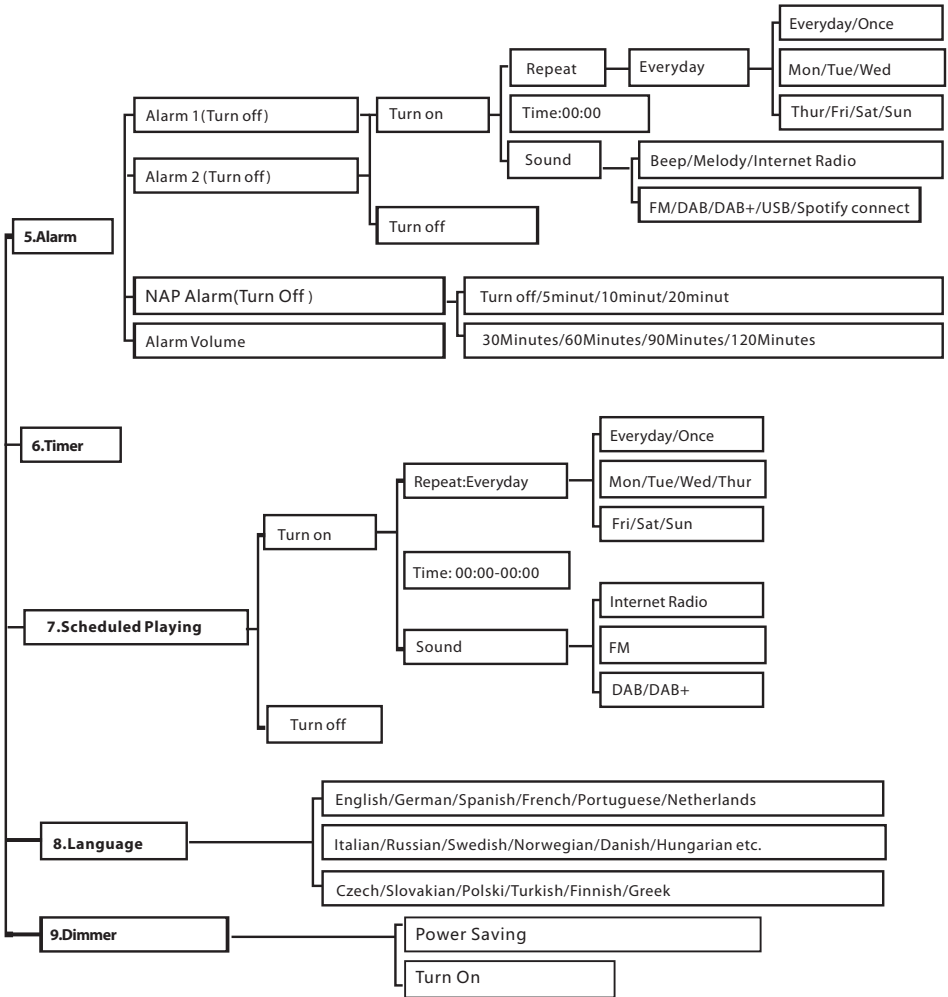 5.Alarm
Alarm 1(Turn off)
Alarm 2 (Turn off)
Turn on
Repeat
Everyday
Everyday/Once
Mon/Tue/Wed
Thur/Fri/Sat/Sun
Time:00:00
Sound
Beep/Melody/Internet Radio
FM/DAB/DAB+/USB/Spotify connect
Turn off
NAP Alarm(Turn Off )
Turn off/5minut/10minut/20minut
30Minutes/60Minutes/90Minutes/120Minutes
Alarm Volume
6.Timer
7.Scheduled Playing
Turn on
Repeat:Everyday
Everyday/Once
Mon/Tue/Wed/Thur
Fri/Sat/Sun
Time: 00:00-00:00
Sound
Internet Radio
FM
DAB/DAB+
Turn off
8.Language
English/German/Spanish/French/Portuguese/Netherlands
Italian/Russian/Swedish/Norwegian/Danish/Hungarian etc.
Czech/Slovakian/Polski/Turkish/Finnish/Greek
9.Dimmer
Power Saving
Turn On